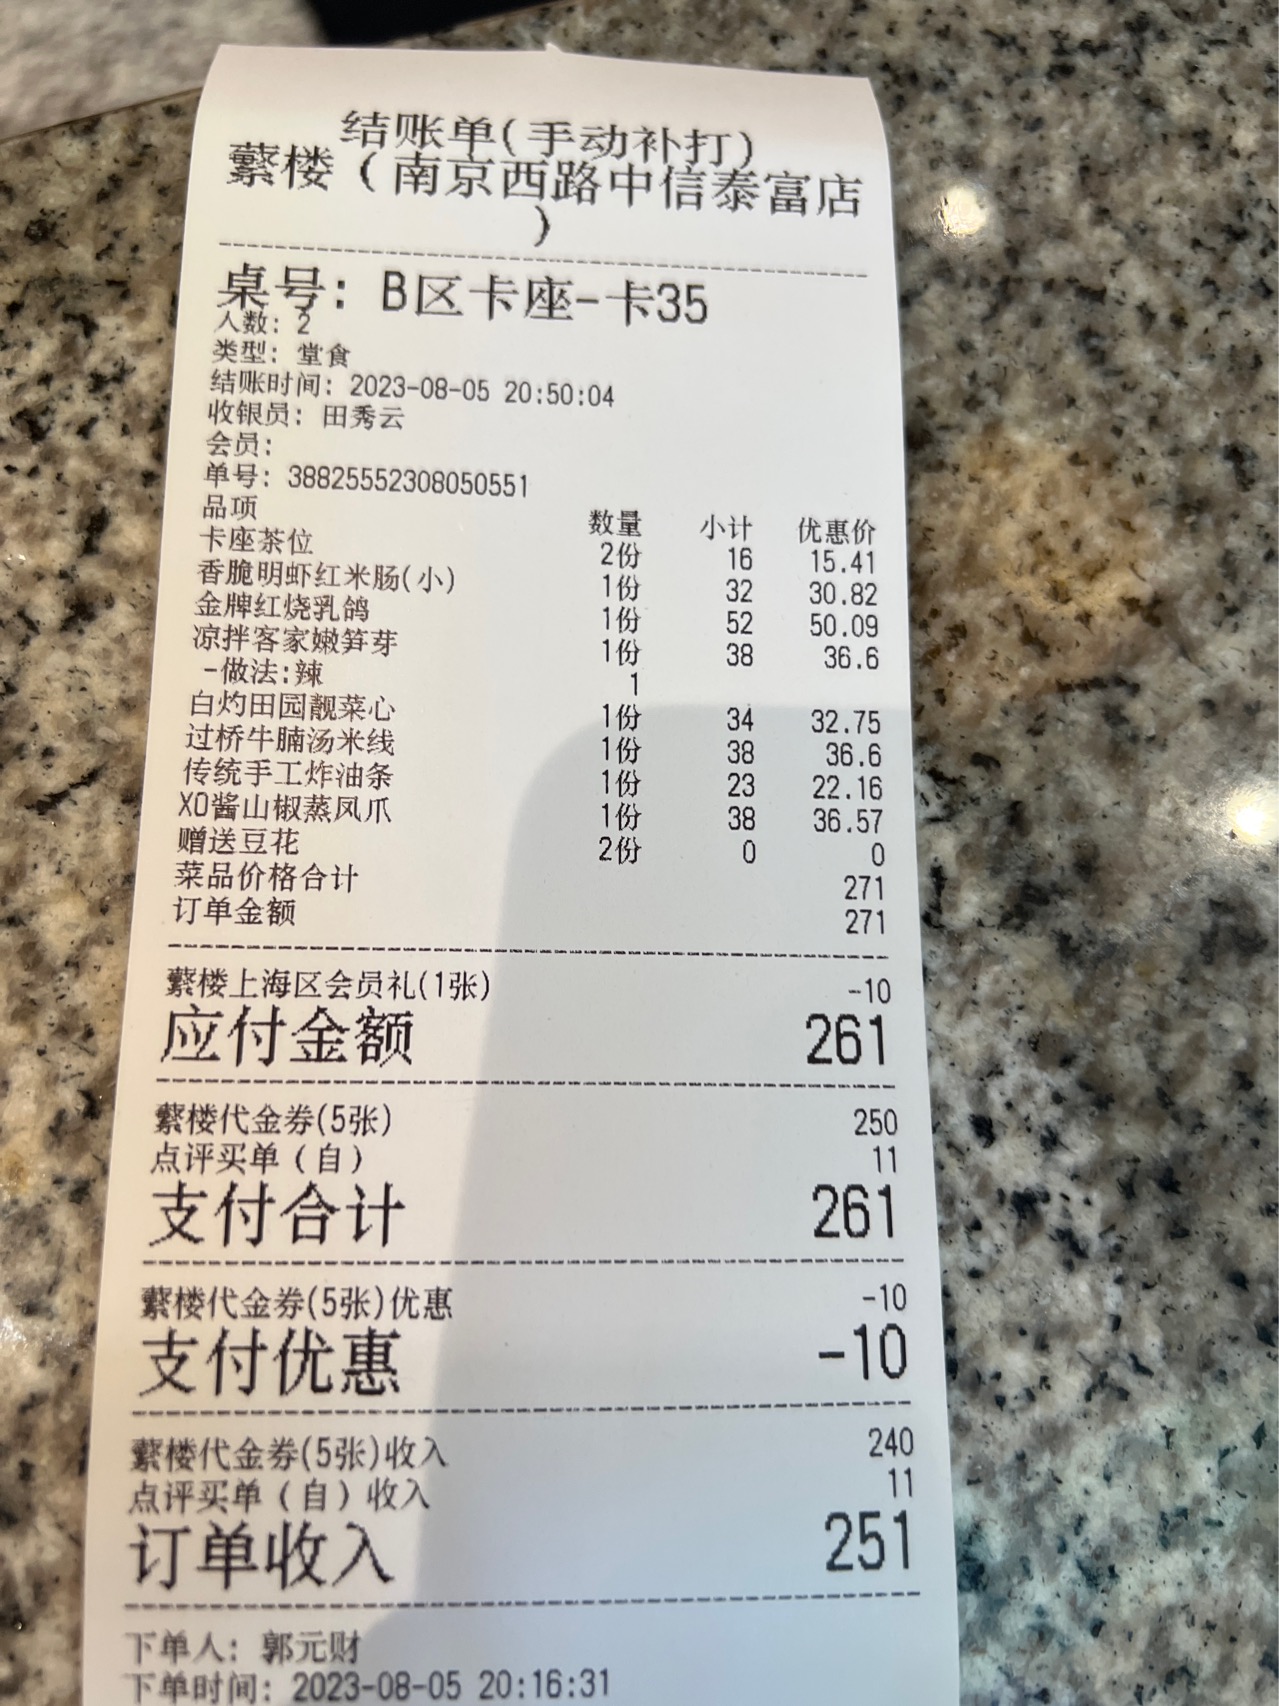 结账单(手动补打)
蘩楼（南京西路中信泰富店
）
桌号: B区卡座-卡35
人数: 2
类型: 堂食
结账时间: 2023-08-05 20:50:04
收银员: 田秀云
会员:
单号: 38825552308050551
品项 数量 小计 优惠价
卡座茶位 2份 16 15.41
香脆明虾红米肠(小) 1份 32 30.82
金牌红烧乳鸽 1份 52 50.09
凉拌客家嫩笋芽 1份 38 36.6
-做法:辣 1
白灼田园靓菜心 1份 34 32.75
过桥牛腩汤米线 1份 38 36.6
传统手工炸油条 1份 23 22.16
XO酱山椒蒸凤爪 1份 38 36.57
赠送豆花 2份 0 0
菜品价格合计 271
订单金额 271
蘩楼上海区会员礼(1张) -10
应付金额 261
蘩楼代金券(5张) 250
点评买单（自） 11
支付合计 261
蘩楼代金券(5张)优惠 -10
支付优惠 -10
蘩楼代金券(5张)收入 240
点评买单（自）收入 11
订单收入 251
下单人: 郭元财
下单时间: 2023-08-05 20:16:31